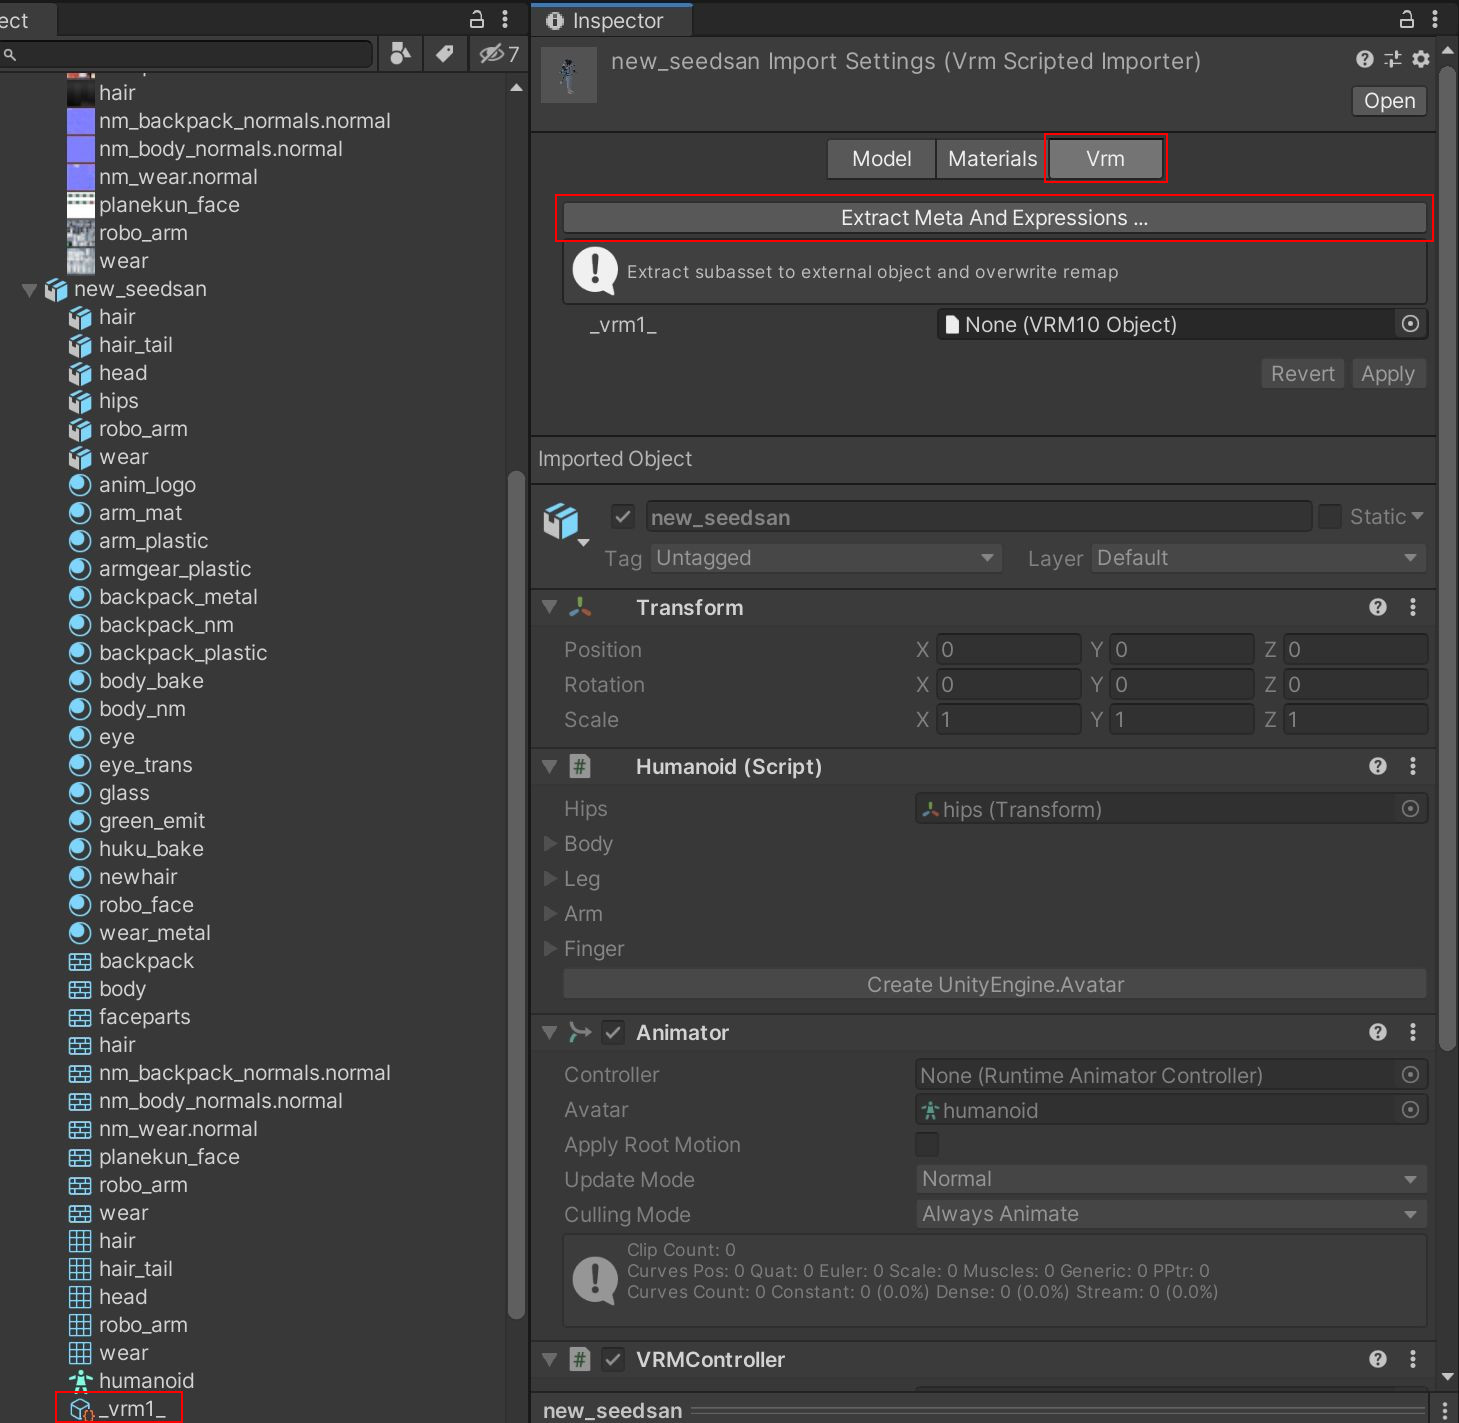 ect
7
hair
nm_backpack_normals.normal
nm_body_normals.normal
nm_wear.normal
planekun_face
robo_arm
wear
new_seedsan
hair
hair_tail
head
hips
robo_arm
wear
anim_logo
arm_mat
arm_plastic
armgear_plastic
backpack_metal
backpack_nm
backpack_plastic
body_bake
body_nm
eye
eye_trans
glass
green_emit
huku_bake
newhair
robo_face
wear_metal
backpack
body
faceparts
hair
nm_backpack_normals.normal
nm_body_normals.normal
nm_wear.normal
planekun_face
robo_arm
wear
hair
hair_tail
head
robo_arm
wear
humanoid
_vrm1_
Inspector
new_seedsan Import Settings (Vrm Scripted Importer)
Open
Model Materials Vrm
Extract Meta And Expressions ...
Extract subasset to external object and overwrite remap
_vrm1_ None (VRM10 Object)
Revert Apply
Imported Object
new_seedsan Static
Tag Untagged Layer Default
Transform
Position X 0 Y 0 Z 0
Rotation X 0 Y 0 Z 0
Scale X 1 Y 1 Z 1
# Humanoid (Script)
Hips hips (Transform)
Body
Leg
Arm
Finger
Create UnityEngine.Avatar
Animator
Controller None (Runtime Animator Controller)
Avatar humanoid
Apply Root Motion
Update Mode Normal
Culling Mode Always Animate
Clip Count: 0
Curves Pos: 0 Quat: 0 Euler: 0 Scale: 0 Muscles: 0 Generic: 0 PPtr: 0
Curves Count: 0 Constant: 0 (0.0%) Dense: 0 (0.0%) Stream: 0 (0.0%)
# VRMController
new_seedsan